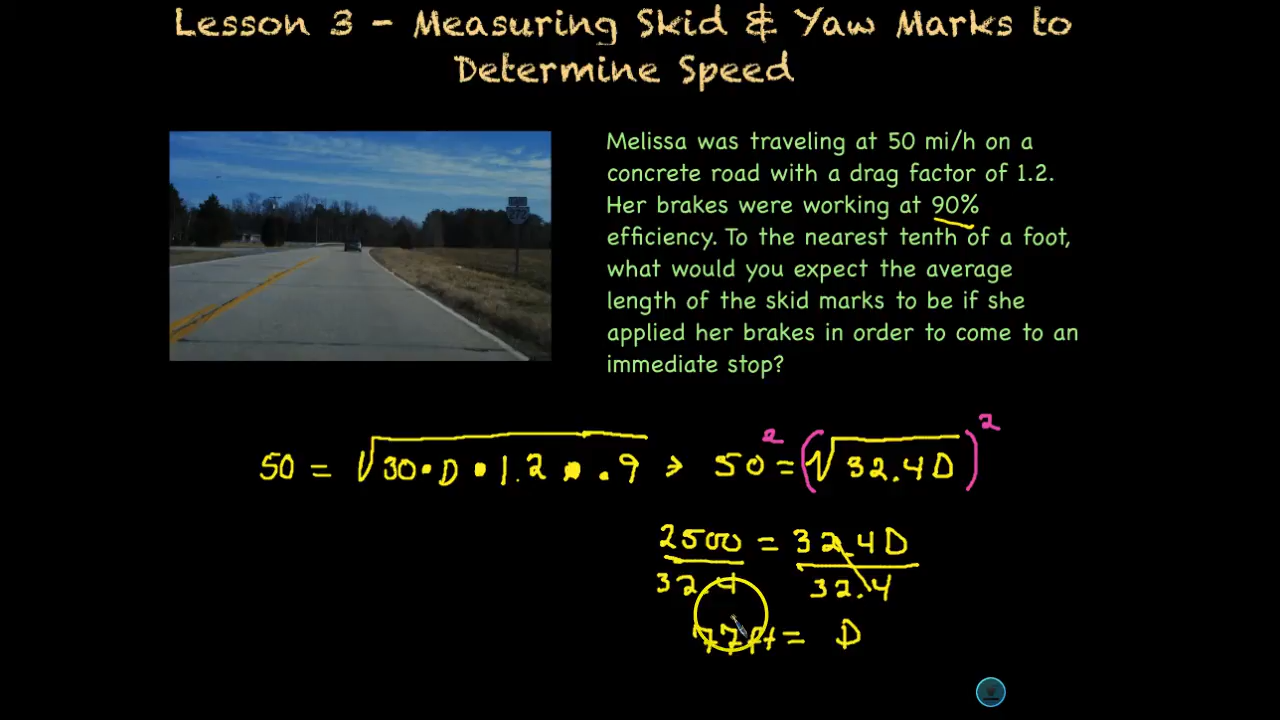 Lesson 3 - Measuring Skid & Yaw Marks to
Determine Speed
Melissa was traveling at 50 mi/h on a
concrete road with a drag factor of 1.2.
Her brakes were working at 90%
efficiency. To the nearest tenth of a foot,
what would you expect the average
length of the skid marks to be if she
applied her brakes in order to come to an
immediate stop?
50 = √30•D•1.2•.9 → 50² = (√32.4D)²
2500 = 32.4D
32.4 32.4
77ft = D